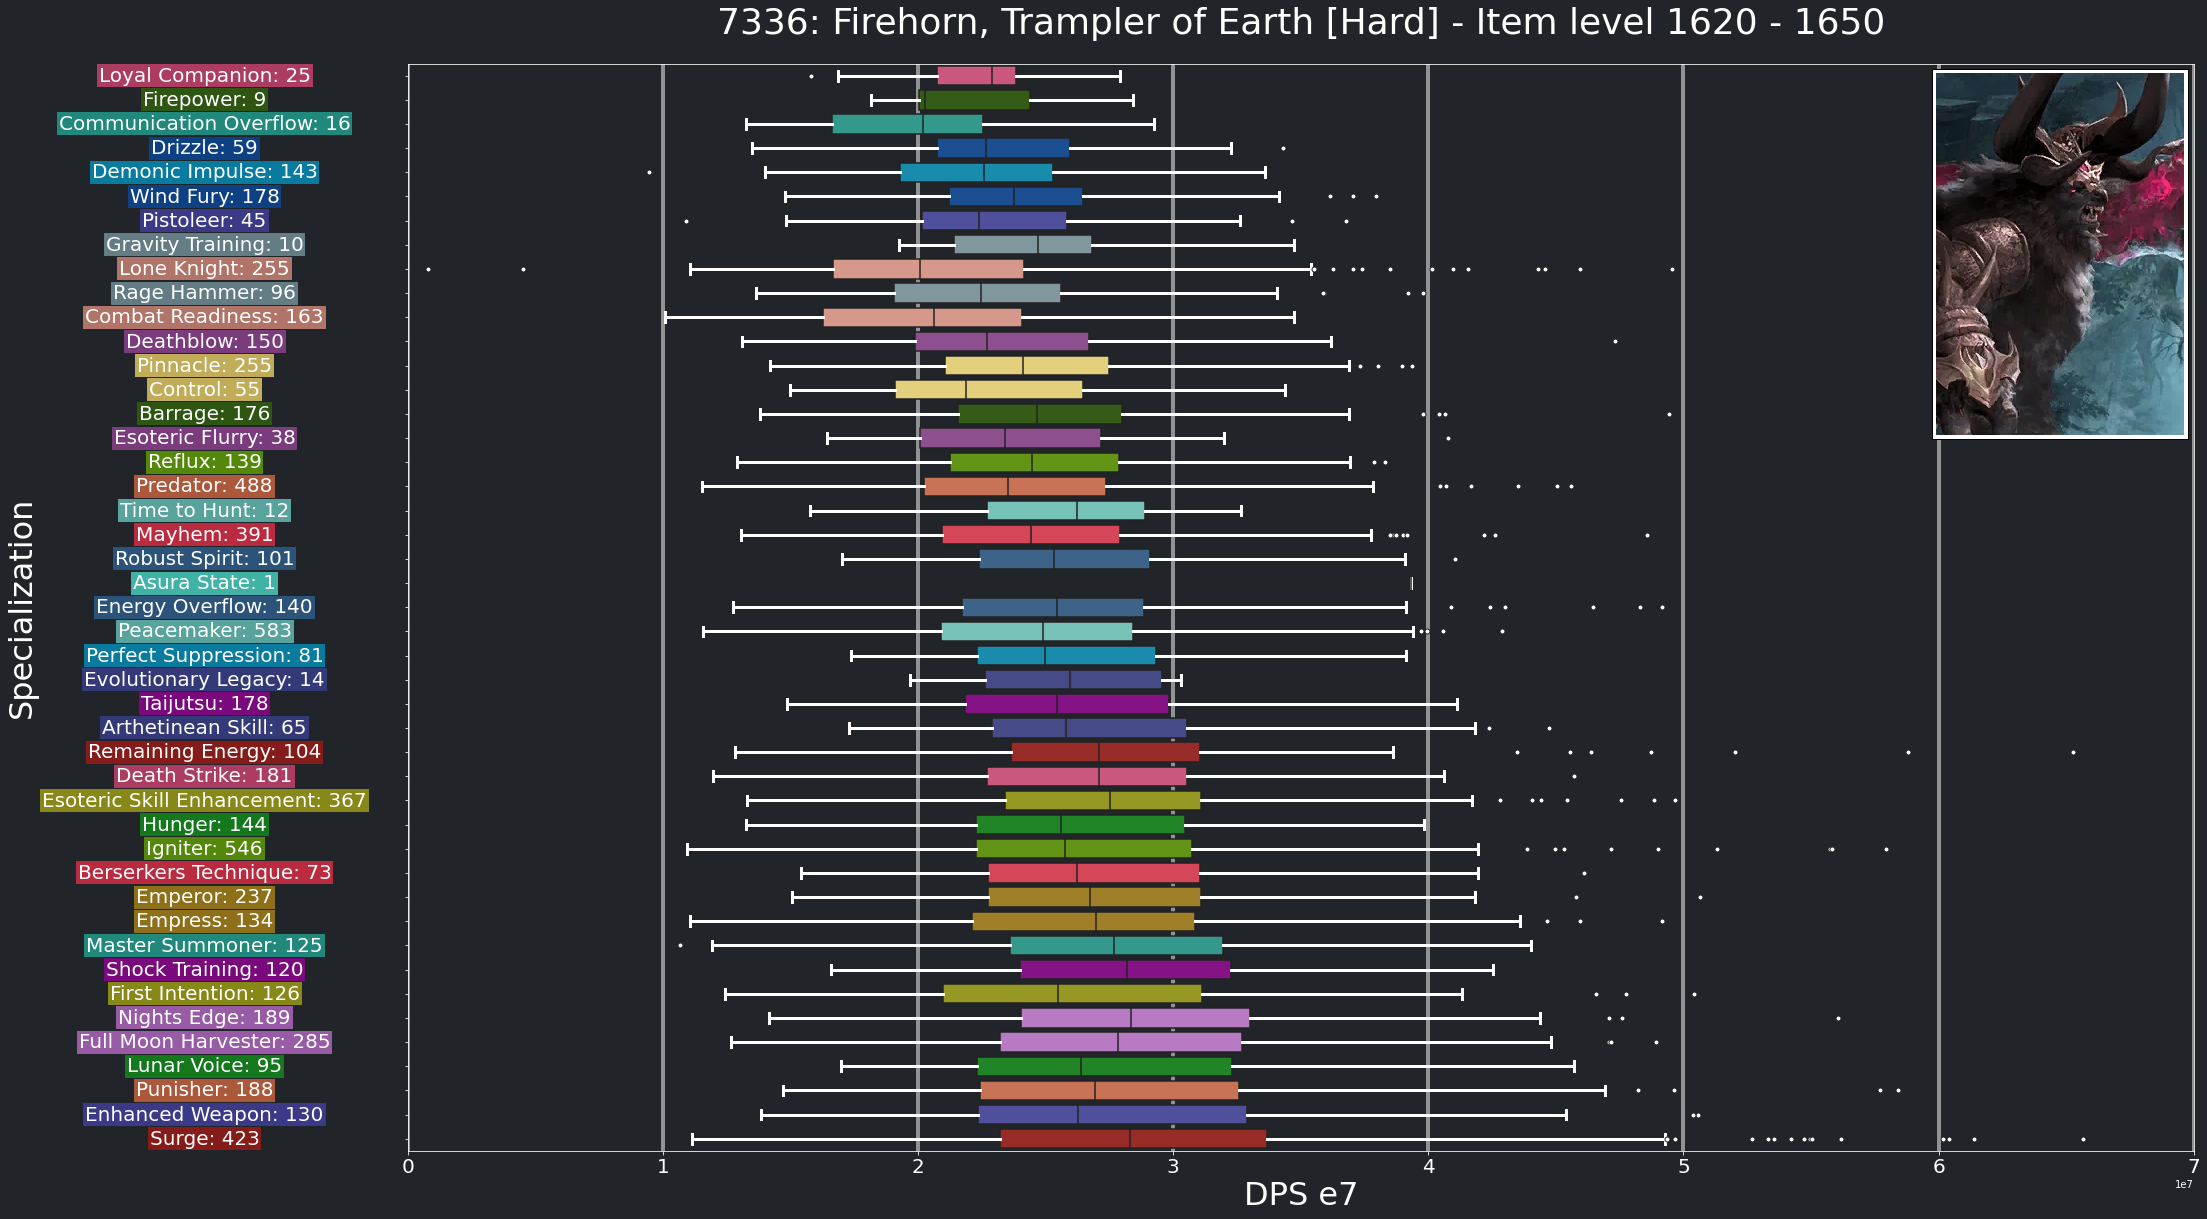 7336: Firehorn, Trampler of Earth [Hard] - Item level 1620 - 1650
Specialization
Loyal Companion: 25
Firepower: 9
Communication Overflow: 16
Drizzle: 59
Demonic Impulse: 143
Wind Fury: 178
Pistoleer: 45
Gravity Training: 10
Lone Knight: 255
Rage Hammer: 96
Combat Readiness: 163
Deathblow: 150
Pinnacle: 255
Control: 55
Barrage: 176
Esoteric Flurry: 38
Reflux: 139
Predator: 488
Time to Hunt: 12
Mayhem: 391
Robust Spirit: 101
Asura State: 1
Energy Overflow: 140
Peacemaker: 583
Perfect Suppression: 81
Evolutionary Legacy: 14
Taijutsu: 178
Arthetinean Skill: 65
Remaining Energy: 104
Death Strike: 181
Esoteric Skill Enhancement: 367
Hunger: 144
Igniter: 546
Berserkers Technique: 73
Emperor: 237
Empress: 134
Master Summoner: 125
Shock Training: 120
First Intention: 126
Nights Edge: 189
Full Moon Harvester: 285
Lunar Voice: 95
Punisher: 188
Enhanced Weapon: 130
Surge: 423
0 1 2 3 4 5 6 7
1e7
DPS e7